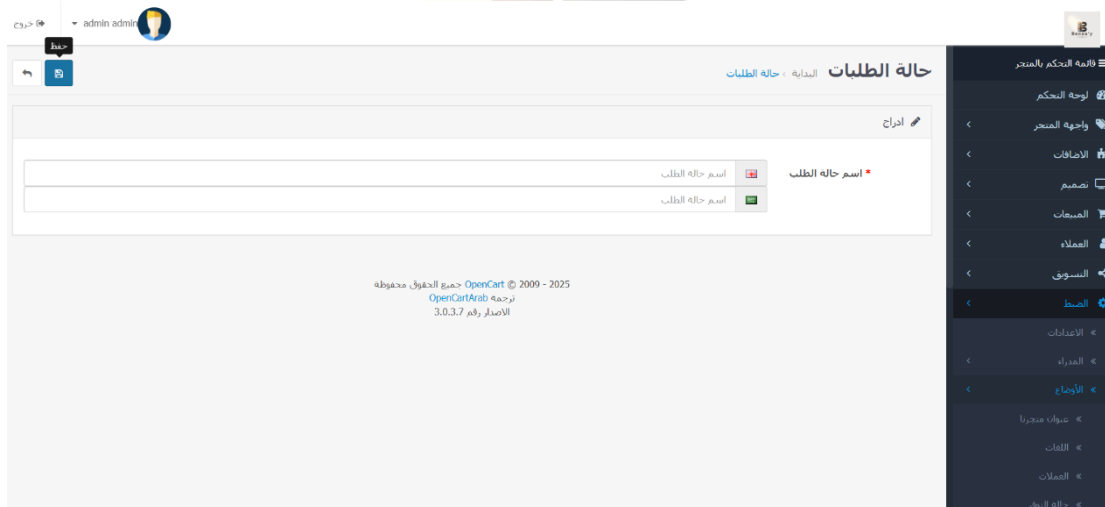 admin admin
خروج
حفظ
حالة الطلبات
البداية › حالة الطلبات
ادراج
* اسم حالة الطلب
اسم حالة الطلب
اسم حالة الطلب
OpenCart © 2009 - 2025 جميع الحقوق محفوظة
ترجمة OpenCartArab
الاصدار رقم 3.0.3.7
قائمة التحكم بالمتجر
لوحة التحكم
واجهة المتجر
الاضافات
تصميم
المبيعات
العملاء
التسويق
الضبط
» الاعدادات
» المدراء
» الأوضاع
» عنوان متجرنا
» اللغات
» العملات